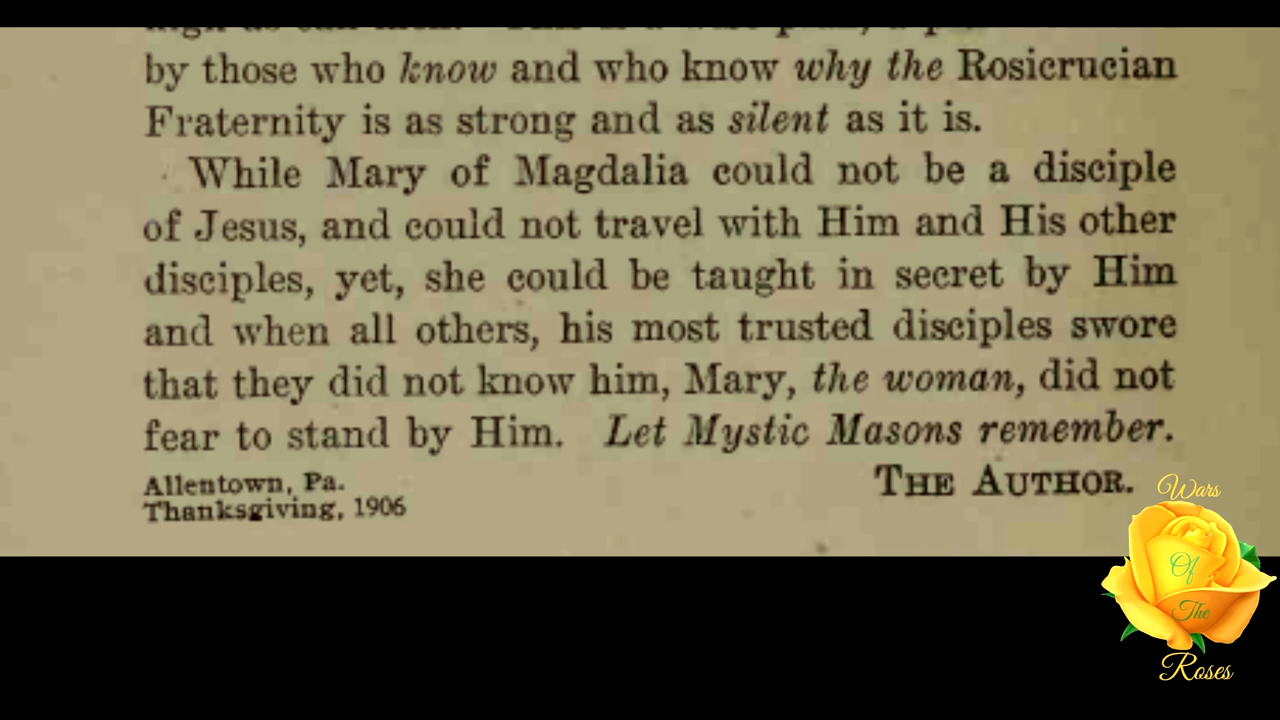 by those who know and who know why the Rosicrucian
Fraternity is as strong and as silent as it is.
While Mary of Magdalia could not be a disciple
of Jesus, and could not travel with Him and His other
disciples, yet, she could be taught in secret by Him
and when all others, his most trusted disciples swore
that they did not know him, Mary, the woman, did not
fear to stand by Him. Let Mystic Masons remember.
Allentown, Pa.
Thanksgiving, 1906
THE AUTHOR.
Wars
Of
The
Roses